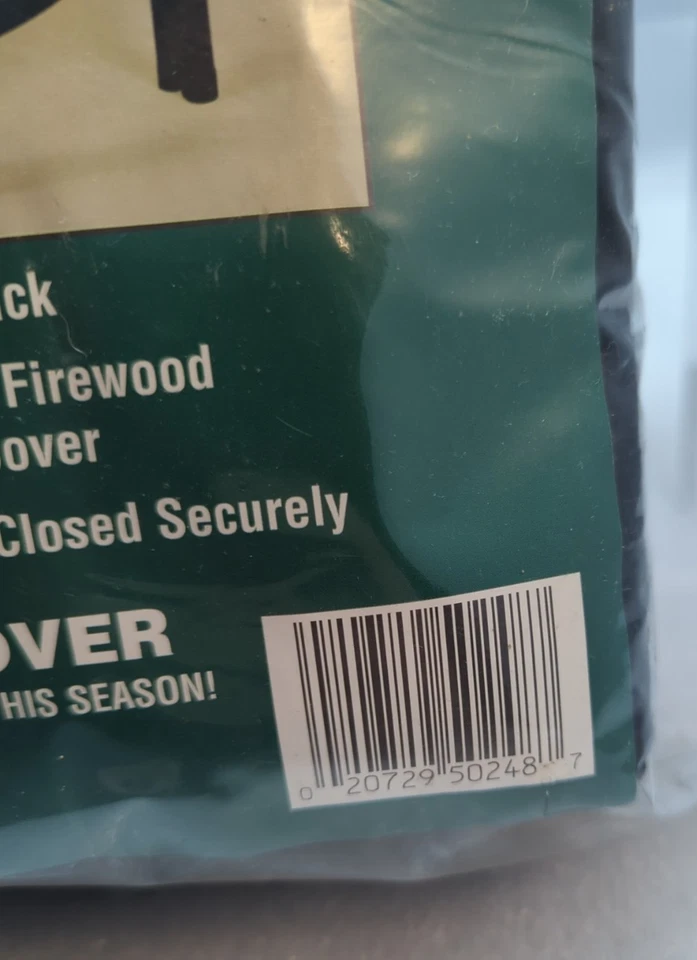 ck
Firewood
over
Closed Securely
OVER
HIS SEASON!
0 20729 50248 7